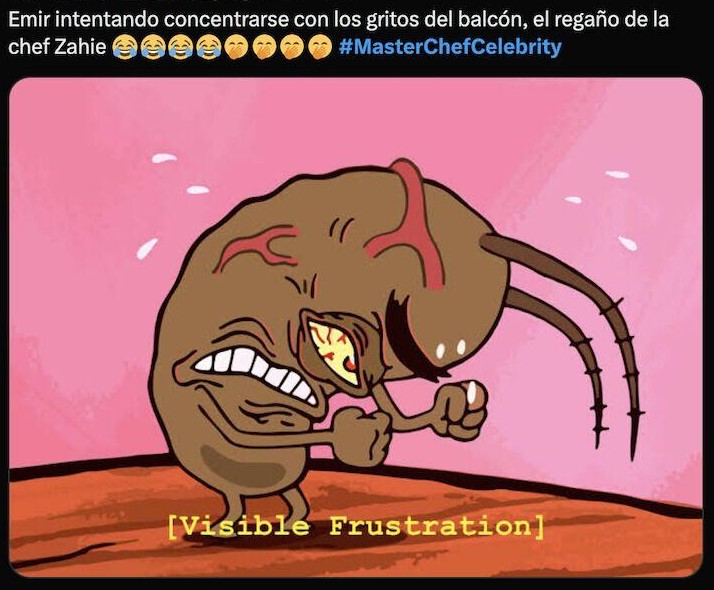 Emir intentando concentrarse con los gritos del balcón, el regaño de la
chef Zahie 😂😂😂😂🤭🤭🤭🤭 #MasterChefCelebrity
[Visible Frustration]